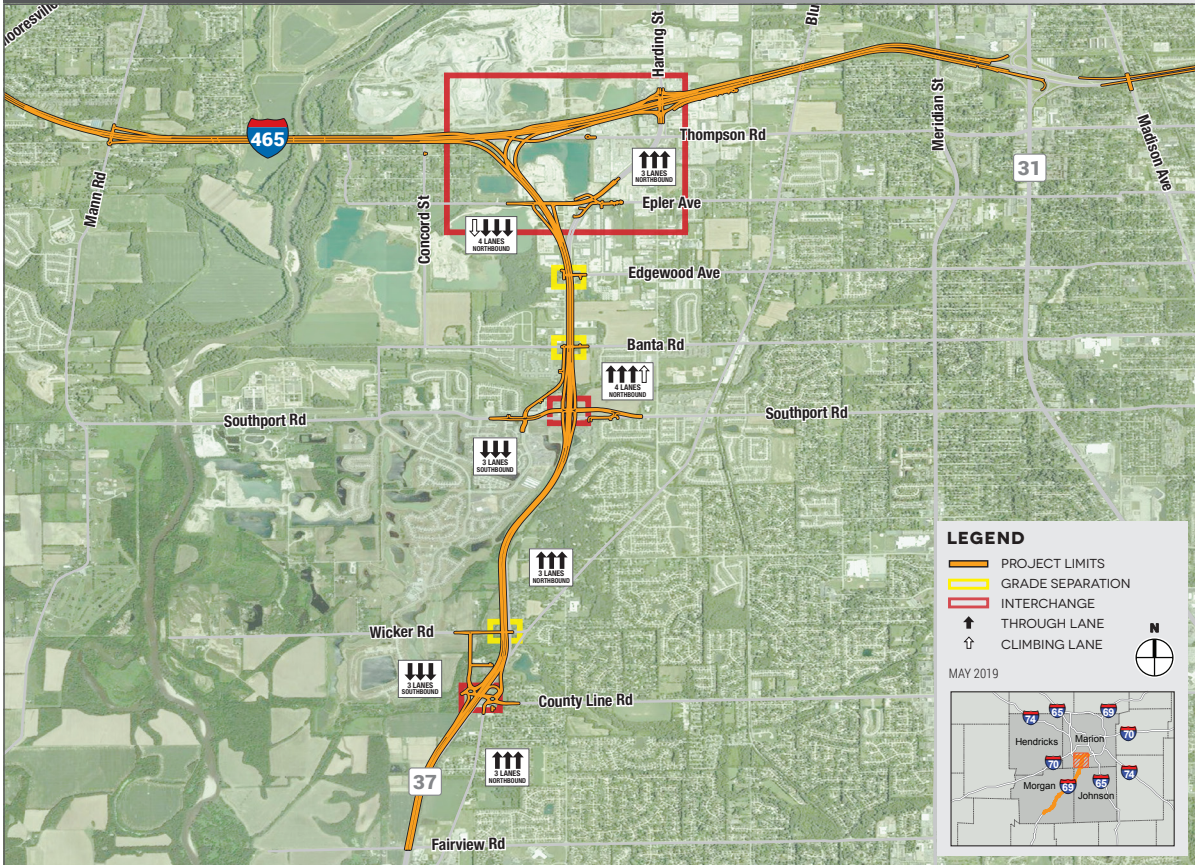 Mooresville
Harding St
Blu
465
Thompson Rd
Meridian St
Madison Ave
31
Mann Rd
Concord St
3 LANES
NORTHBOUND
Epler Ave
4 LANES
NORTHBOUND
Edgewood Ave
Banta Rd
4 LANES
NORTHBOUND
Southport Rd
Southport Rd
3 LANES
SOUTHBOUND
3 LANES
NORTHBOUND
Wicker Rd
3 LANES
SOUTHBOUND
County Line Rd
3 LANES
NORTHBOUND
37
Fairview Rd
LEGEND
PROJECT LIMITS
GRADE SEPARATION
INTERCHANGE
THROUGH LANE
CLIMBING LANE
N
MAY 2019
74
65
69
Hendricks
Marion
70
70
Morgan
69
65
74
Johnson